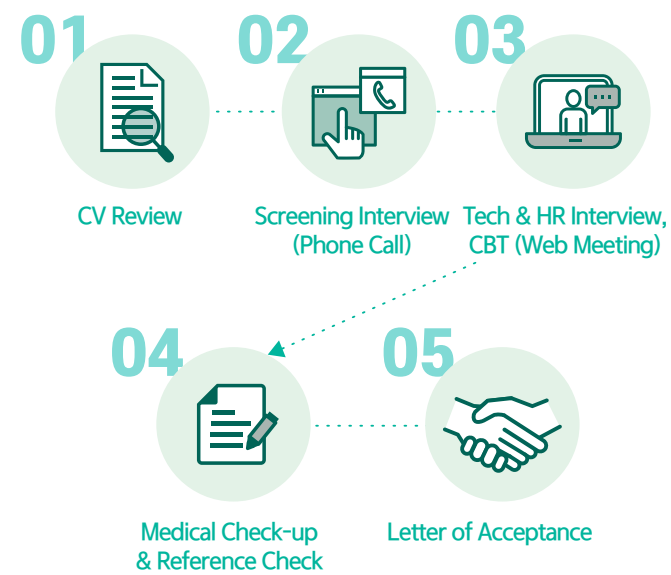 01
CV Review
02
Screening Interview
(Phone Call)
03
Tech & HR Interview,
CBT (Web Meeting)
04
Medical Check-up
& Reference Check
05
Letter of Acceptance